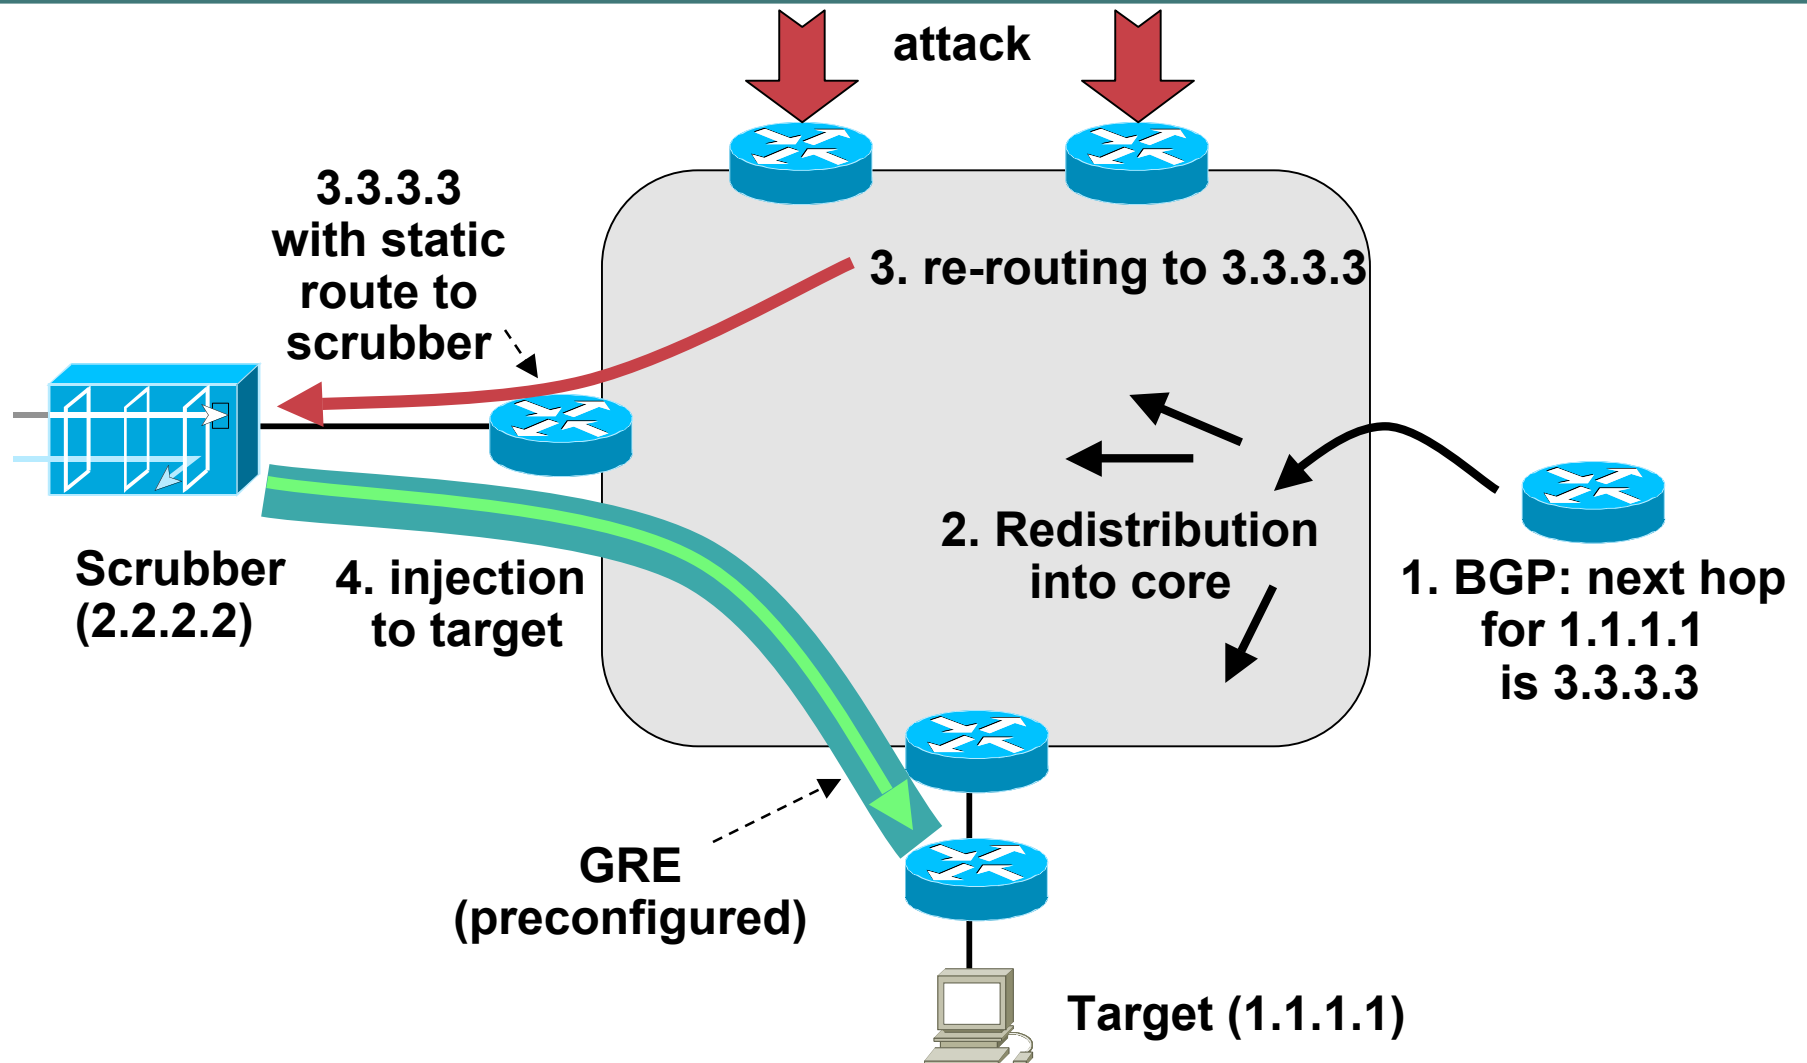 attack
3.3.3.3
with static
route to
scrubber
3. re-routing to 3.3.3.3
2. Redistribution
into core
1. BGP: next hop
for 1.1.1.1
is 3.3.3.3
Scrubber
(2.2.2.2)
4. injection
to target
GRE
(preconfigured)
Target (1.1.1.1)